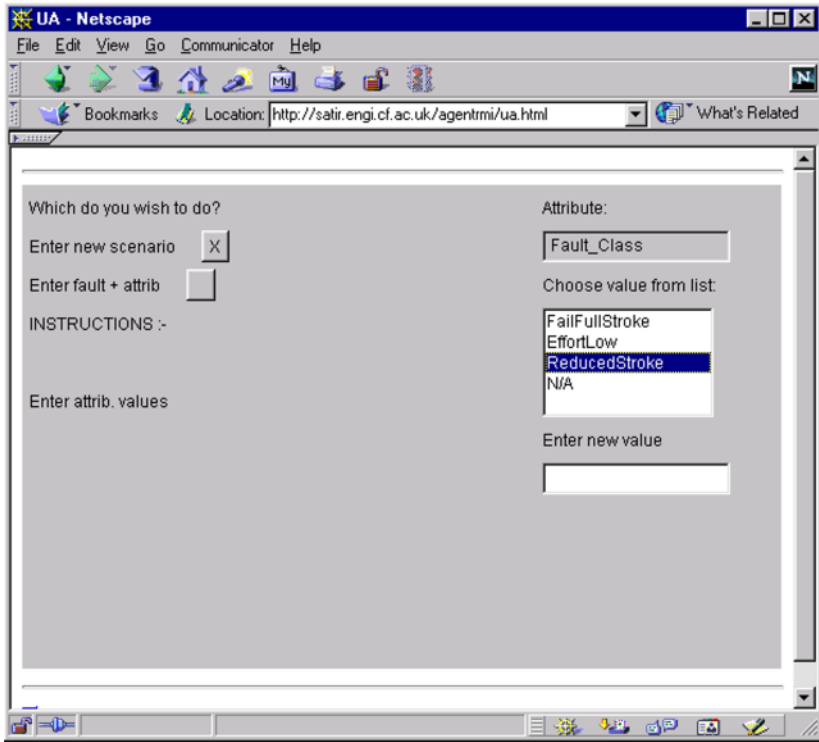 UA - Netscape
File Edit View Go Communicator Help
My N
Bookmarks Location: http://satir.engi.cf.ac.uk/agentrmi/ua.html What's Related
Which do you wish to do?
Enter new scenario X
Enter fault + attrib
INSTRUCTIONS :-
Enter attrib. values
Attribute:
Fault_Class
Choose value from list:
FailFullStroke
EffortLow
ReducedStroke
N/A
Enter new value